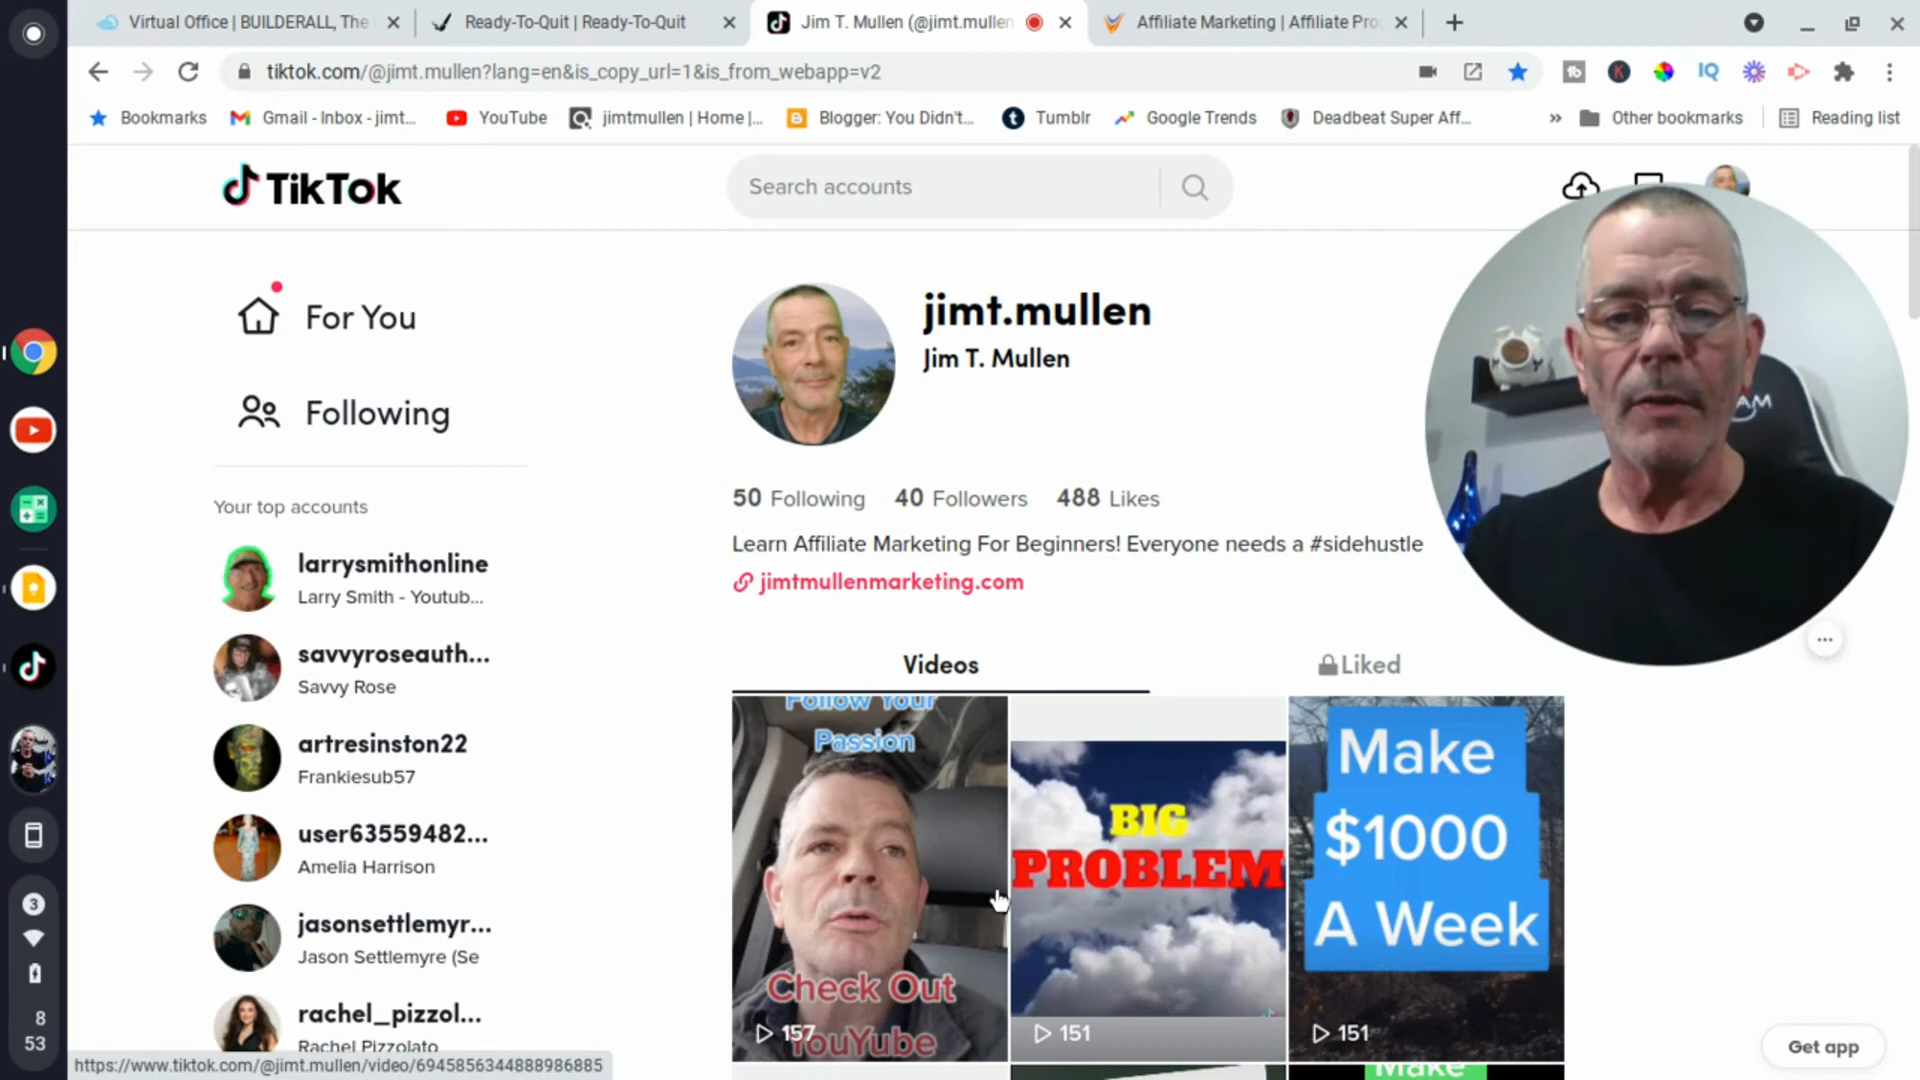 Virtual Office | BUILDERALL, The
Ready-To-Quit | Ready-To-Quit
Jim T. Mullen (@jimt.mullen
Affiliate Marketing | Affiliate Pro
tiktok.com/@jimt.mullen?lang=en&is_copy_url=1&is_from_webapp=v2
Bookmarks
Gmail - Inbox - jimt...
YouTube
jimtmullen | Home |...
Blogger: You Didn't...
Tumblr
Google Trends
Deadbeat Super Aff...
»
Other bookmarks
Reading list
TikTok
Search accounts
For You
Following
Your top accounts
larrysmithonline
Larry Smith - Youtub...
savvyroseauth...
Savvy Rose
artresinston22
Frankiesub57
user63559482...
Amelia Harrison
jasonsettlemyr...
Jason Settlemyre (Se
rachel_pizzol...
Rachel Pizzolato
jimt.mullen
Jim T. Mullen
50 Following 40 Followers 488 Likes
Learn Affiliate Marketing For Beginners! Everyone needs a #sidehustle
jimtmullenmarketing.com
Videos
Liked
Follow Your
Passion
Check Out
YouYube
157
BIG
PROBLEM
151
Make
$1000
A Week
151
Make
Get app
3
8
53
https://www.tiktok.com/@jimt.mullen/video/6945856344888986885